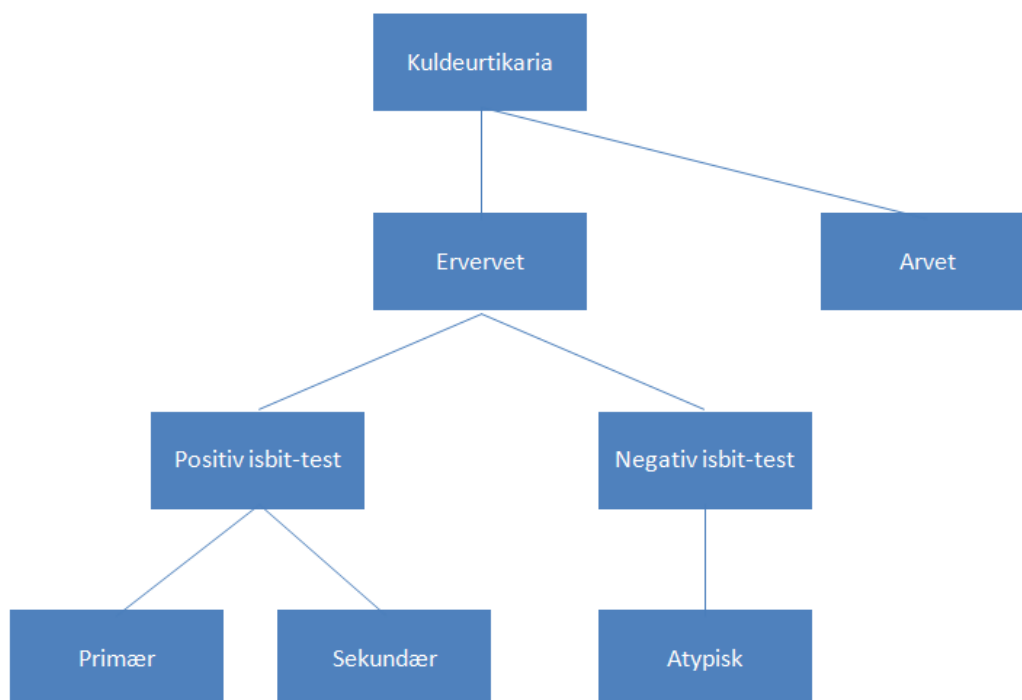 Kuldeurtikaria
Ervervet
Arvet
Positiv isbit-test
Negativ isbit-test
Primær
Sekundær
Atypisk